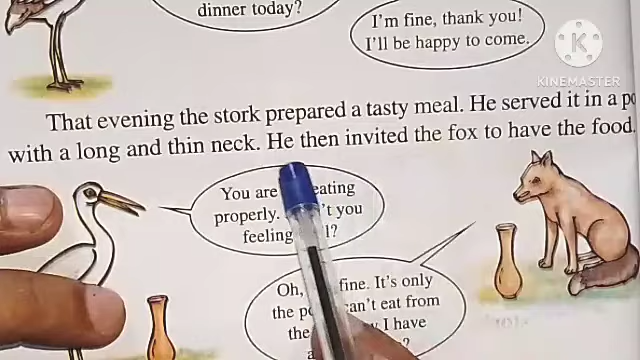 dinner today?
I'm fine, thank you!
I'll be happy to come.
KINEMASTER
That evening the stork prepared a tasty meal. He served it in a
with a long and thin neck. He then invited the fox to have the food.
You are eating
properly. you
feeling
Oh, fine. It's only
the can't eat from
the I have